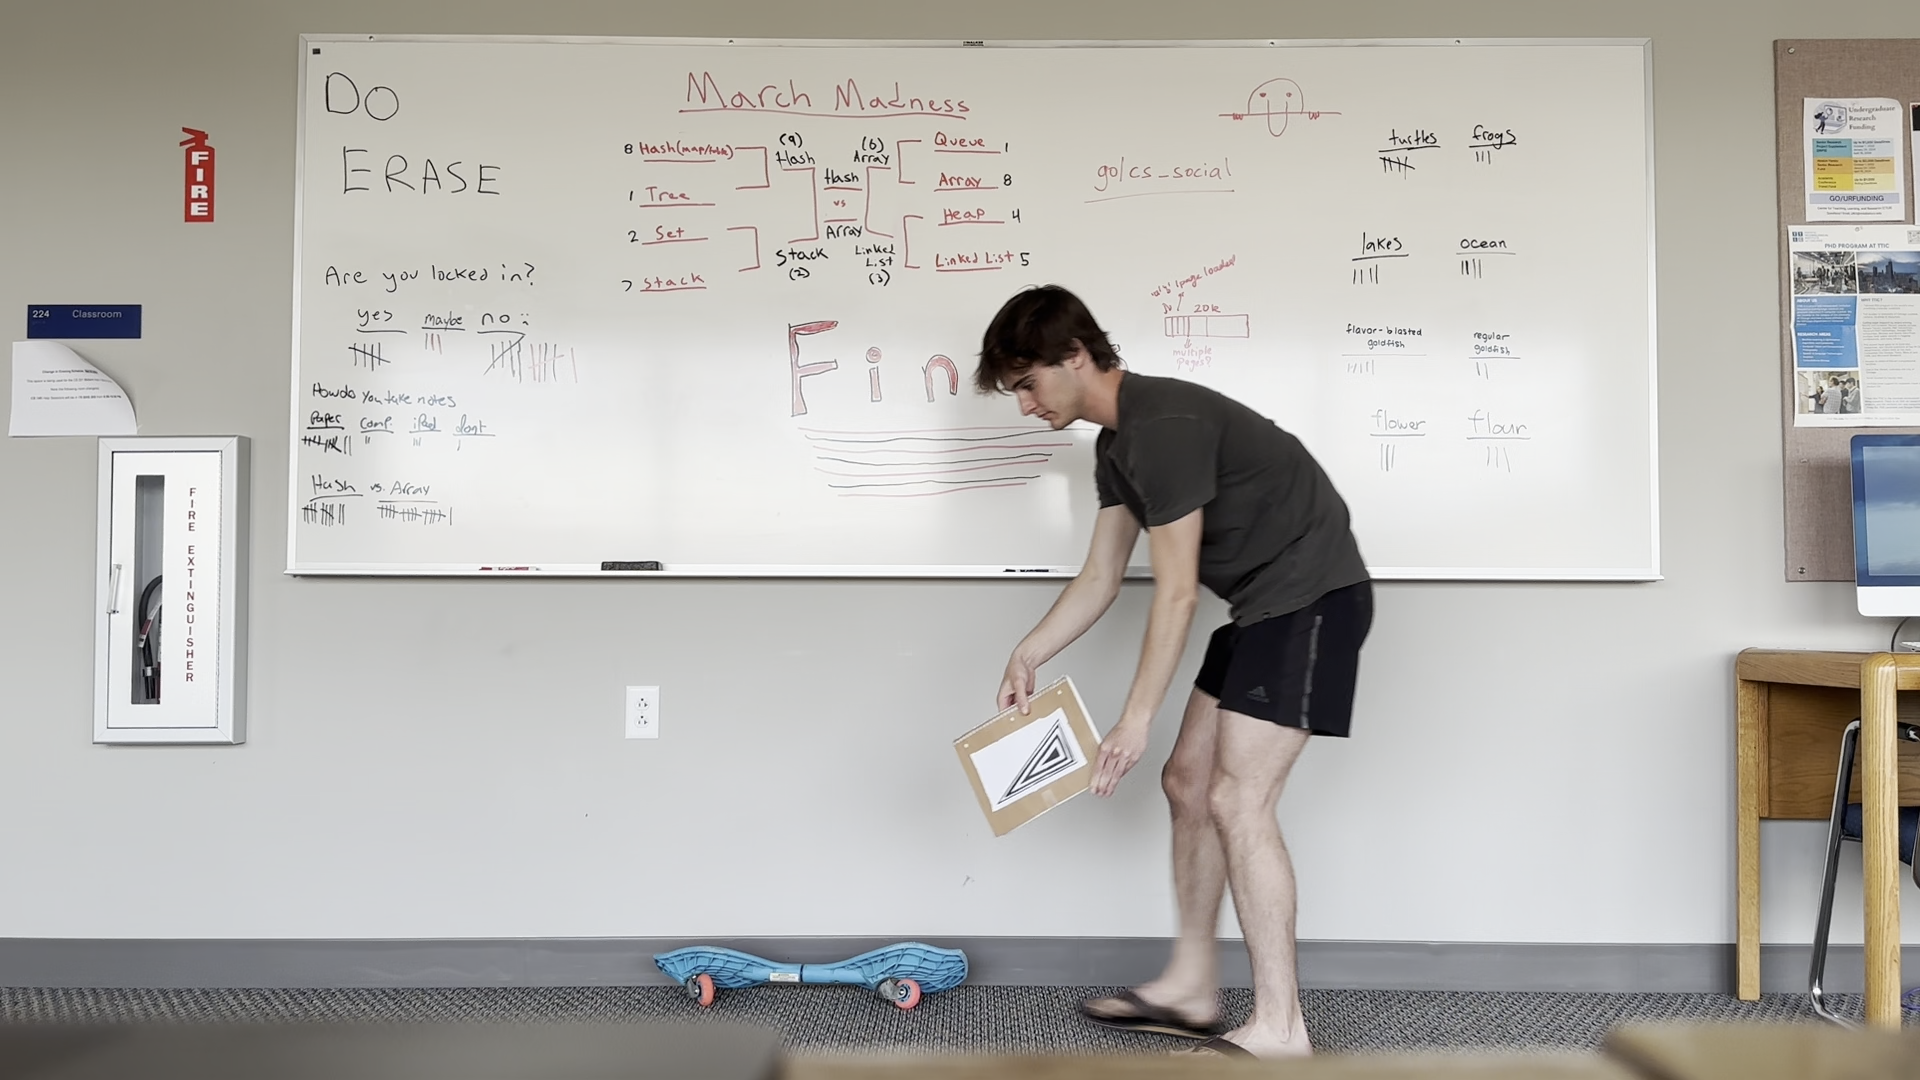 Do
ERASE
Are you locked in?
yes maybe no :
How do you take notes
Paper comp. iPad dont
Hash vs. Array
March Madness
8 Hash(map/table)
1 Tree
2 Set
7 Stack
(9)
Hash
Stack
(2)
Hash
vs
Array
(6)
Array
Linked
List
(3)
Queue 1
Array 8
Heap 4
Linked List 5
Fin
go/cs_social
20k
multiple
pages?
turtles frogs
lakes ocean
flavor-blasted
goldfish
regular
goldfish
flower flour
FIRE
224 Classroom
FIRE EXTINGUISHER
Undergraduate
Research
Funding
GO/URFUNDING
PHD PROGRAM AT TTIC